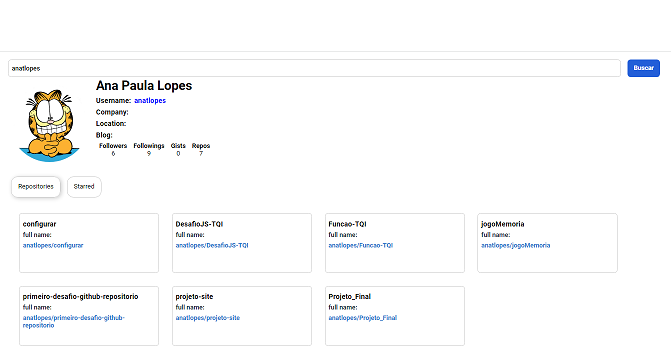 anatlopes
Buscar
Ana Paula Lopes
Username: anatlopes
Company:
Location:
Blog:
Followers Followings Gists Repos
6 9 0 7
Repositories Starred
configurar
full name:
anatlopes/configurar
DesafioJS-TQI
full name:
anatlopes/DesafioJS-TQI
Funcao-TQI
full name:
anatlopes/Funcao-TQI
jogoMemoria
full name:
anatlopes/jogoMemoria
primeiro-desafio-github-repositorio
full name:
anatlopes/primeiro-desafio-github-
repositorio
projeto-site
full name:
anatlopes/projeto-site
Projeto_Final
full name:
anatlopes/Projeto_Final